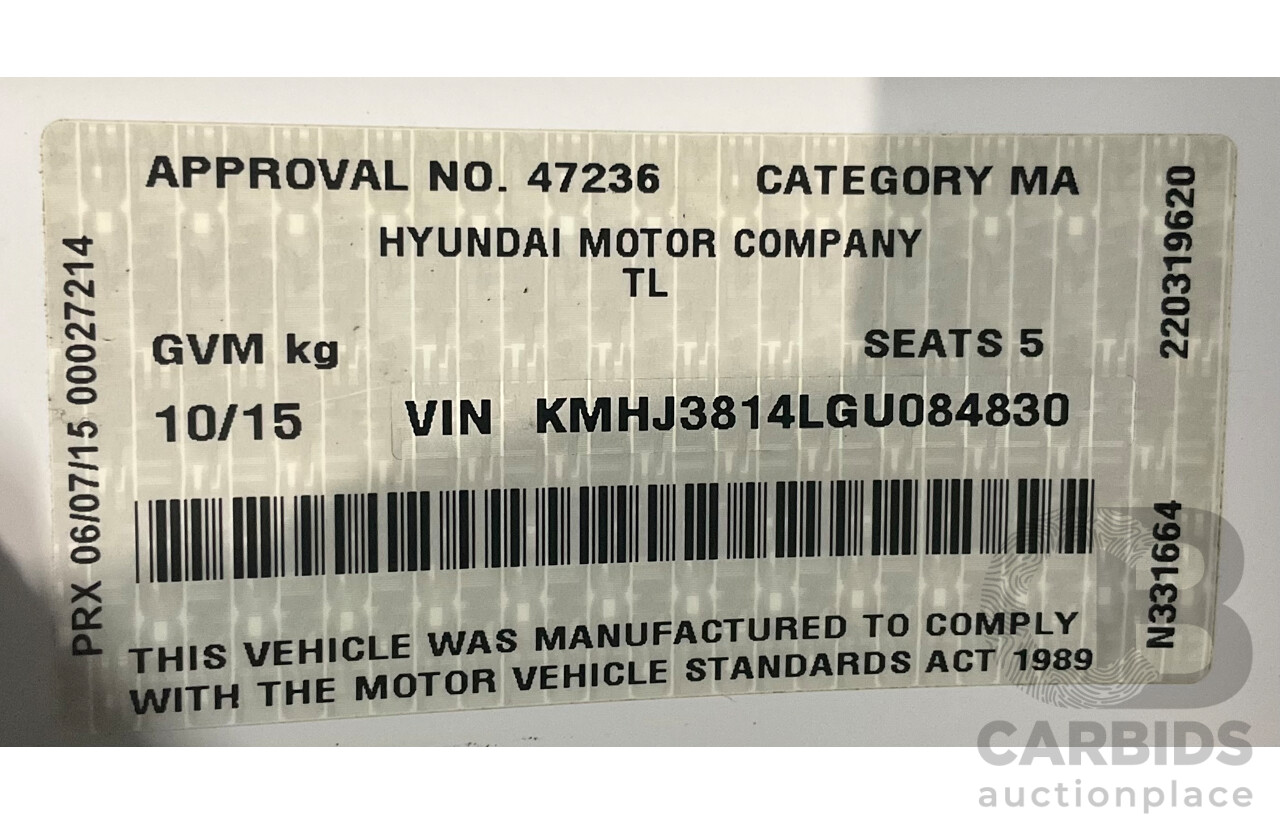 APPROVAL NO. 47236 CATEGORY MA
HYUNDAI MOTOR COMPANY
TL
GVM kg SEATS 5
10/15 VIN KMHJ3814LGU084830
THIS VEHICLE WAS MANUFACTURED TO COMPLY
WITH THE MOTOR VEHICLE STANDARDS ACT 1989
PRX 06/07/15 00027214
220319620
N331664
CARBIDS
auctionplace